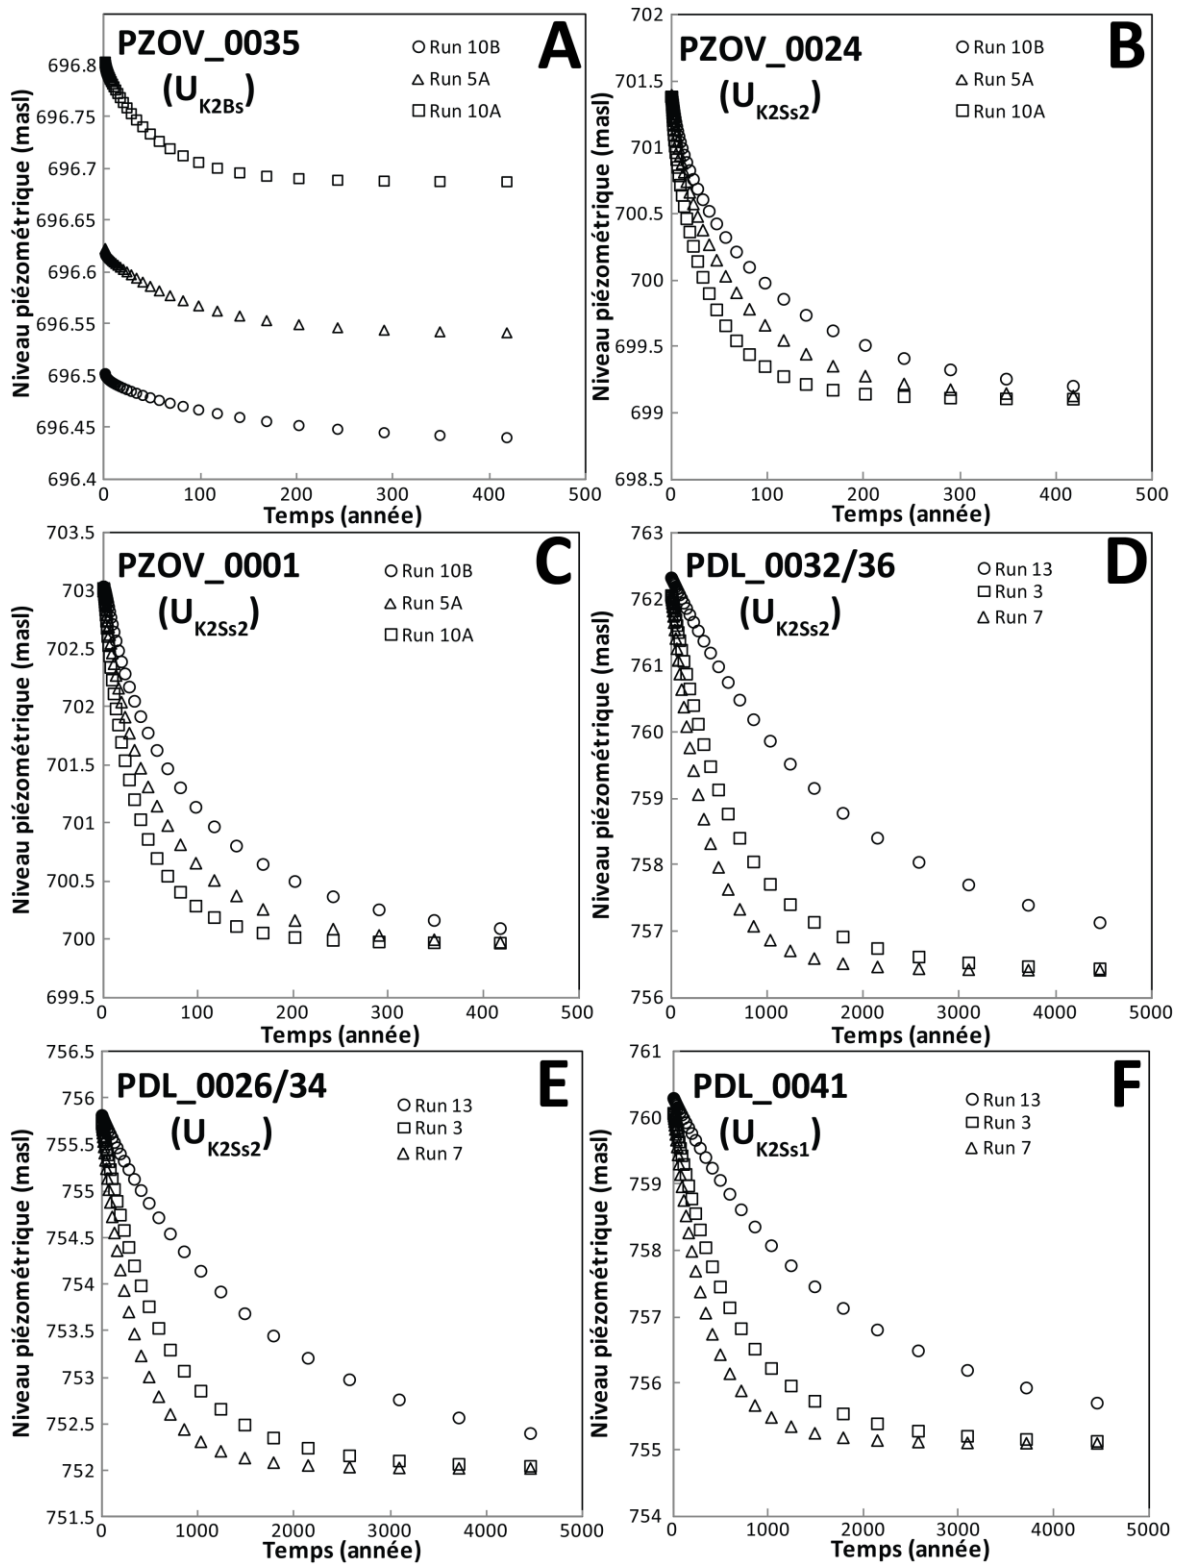 PZOV_0035
(U K2Bs)
A
Run 10B
Run 5A
Run 10A
Niveau piézométrique (masl)
696.8
696.75
696.7
696.65
696.6
696.55
696.5
696.45
696.4
0 100 200 300 400 500
Temps (année)
PZOV_0024
(U K2Ss2)
B
Run 10B
Run 5A
Run 10A
Niveau piézométrique (masl)
702
701.5
701
700.5
700
699.5
699
698.5
0 100 200 300 400 500
Temps (année)
PZOV_0001
(U K2Ss2)
C
Run 10B
Run 5A
Run 10A
Niveau piézométrique (masl)
703.5
703
702.5
702
701.5
701
700.5
700
699.5
0 100 200 300 400 500
Temps (année)
PDL_0032/36
(U K2Ss2)
D
Run 13
Run 3
Run 7
Niveau piézométrique (masl)
763
762
761
760
759
758
757
756
0 1000 2000 3000 4000 5000
Temps (année)
PDL_0026/34
(U K2Ss2)
E
Run 13
Run 3
Run 7
Niveau piézométrique (masl)
756.5
756
755.5
755
754.5
754
753.5
753
752.5
752
751.5
0 1000 2000 3000 4000 5000
Temps (année)
PDL_0041
(U K2Ss1)
F
Run 13
Run 3
Run 7
Niveau piézométrique (masl)
761
760
759
758
757
756
755
754
0 1000 2000 3000 4000 5000
Temps (année)